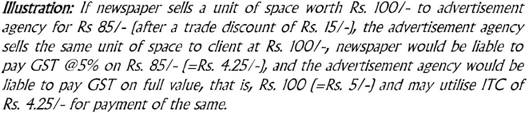 Illustration: If newspaper sells a unit of space worth Rs. 100/- to advertisement
agency for Rs 85/- [after a trade discount of Rs. 15/-], the advertisement agency
sells the same unit of space to client at Rs. 100/-, newspaper would be liable to
pay GST @5% on Rs. 85/- [=Rs. 4.25/-], and the advertisement agency would be
liable to pay GST on full value, that is, Rs. 100 [=Rs. 5/-] and may utilise ITC of
Rs. 4.25/- for payment of the same.